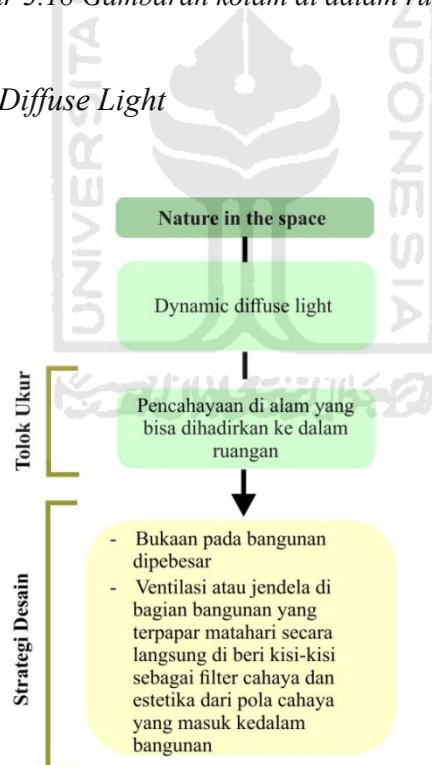 Gambaran kolam di dalam
Diffuse Light
UNIVERSITA
INDONESIA
Nature in the space
Dynamic diffuse light
Tolok Ukur
Pencahayaan di alam yang
bisa dihadirkan ke dalam
ruangan
Strategi Desain
- Bukaan pada bangunan
dipebesar
- Ventilasi atau jendela di
bagian bangunan yang
terpapar matahari secara
langsung di beri kisi-kisi
sebagai filter cahaya dan
estetika dari pola cahaya
yang masuk kedalam
bangunan